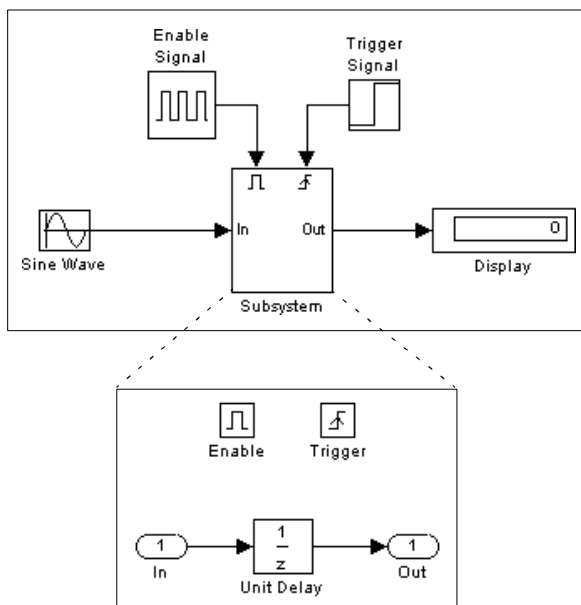 Enable
Signal
Trigger
Signal
In
Out
0
Sine Wave
Display
Subsystem
Enable
Trigger
1
1
z
1
In
Unit Delay
Out